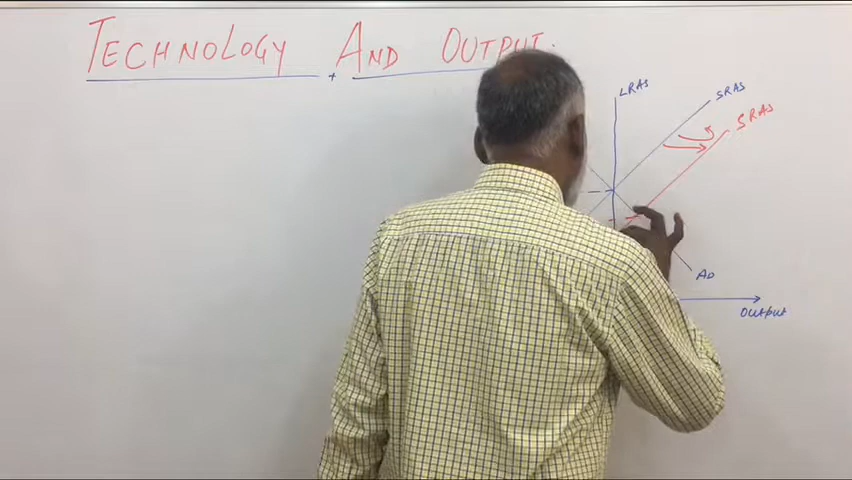 TECHNOLOGY AND OUTPUT.
LRAS
SRAS
SRAS
AD
OUTPUT